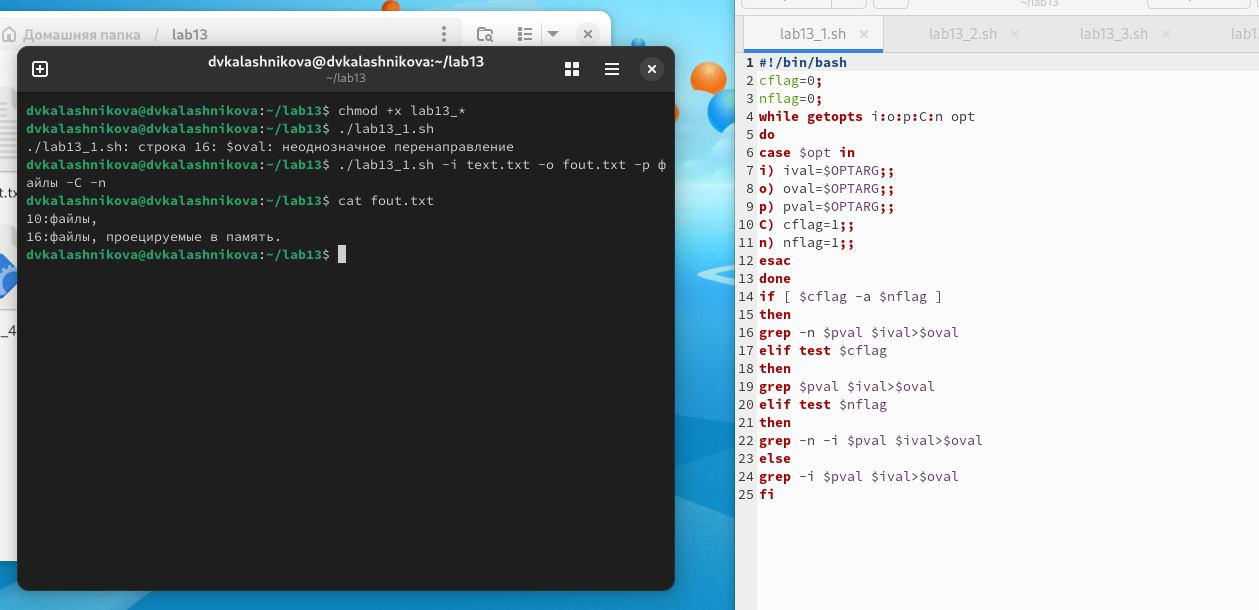 Домашняя папка / lab13
dvkalashnikova@dvkalashnikova:~/lab13
~/lab13
dvkalashnikova@dvkalashnikova:~/lab13$ chmod +x lab13_*
dvkalashnikova@dvkalashnikova:~/lab13$ ./lab13_1.sh
./lab13_1.sh: строка 16: $oval: неоднозначное перенаправление
dvkalashnikova@dvkalashnikova:~/lab13$ ./lab13_1.sh -i text.txt -o fout.txt -p ф
айлы -C -n
dvkalashnikova@dvkalashnikova:~/lab13$ cat fout.txt
10:файлы,
16:файлы, проецируемые в память.
dvkalashnikova@dvkalashnikova:~/lab13$
~/lab13
lab13_1.sh
lab13_2.sh
lab13_3.sh
1 #!/bin/bash
2 cflag=0;
3 nflag=0;
4 while getopts i:o:p:C:n opt
5 do
6 case $opt in
7 i) ival=$OPTARG;;
8 o) oval=$OPTARG;;
9 p) pval=$OPTARG;;
10 C) cflag=1;;
11 n) nflag=1;;
12 esac
13 done
14 if [ $cflag -a $nflag ]
15 then
16 grep -n $pval $ival>$oval
17 elif test $cflag
18 then
19 grep $pval $ival>$oval
20 elif test $nflag
21 then
22 grep -n -i $pval $ival>$oval
23 else
24 grep -i $pval $ival>$oval
25 fi